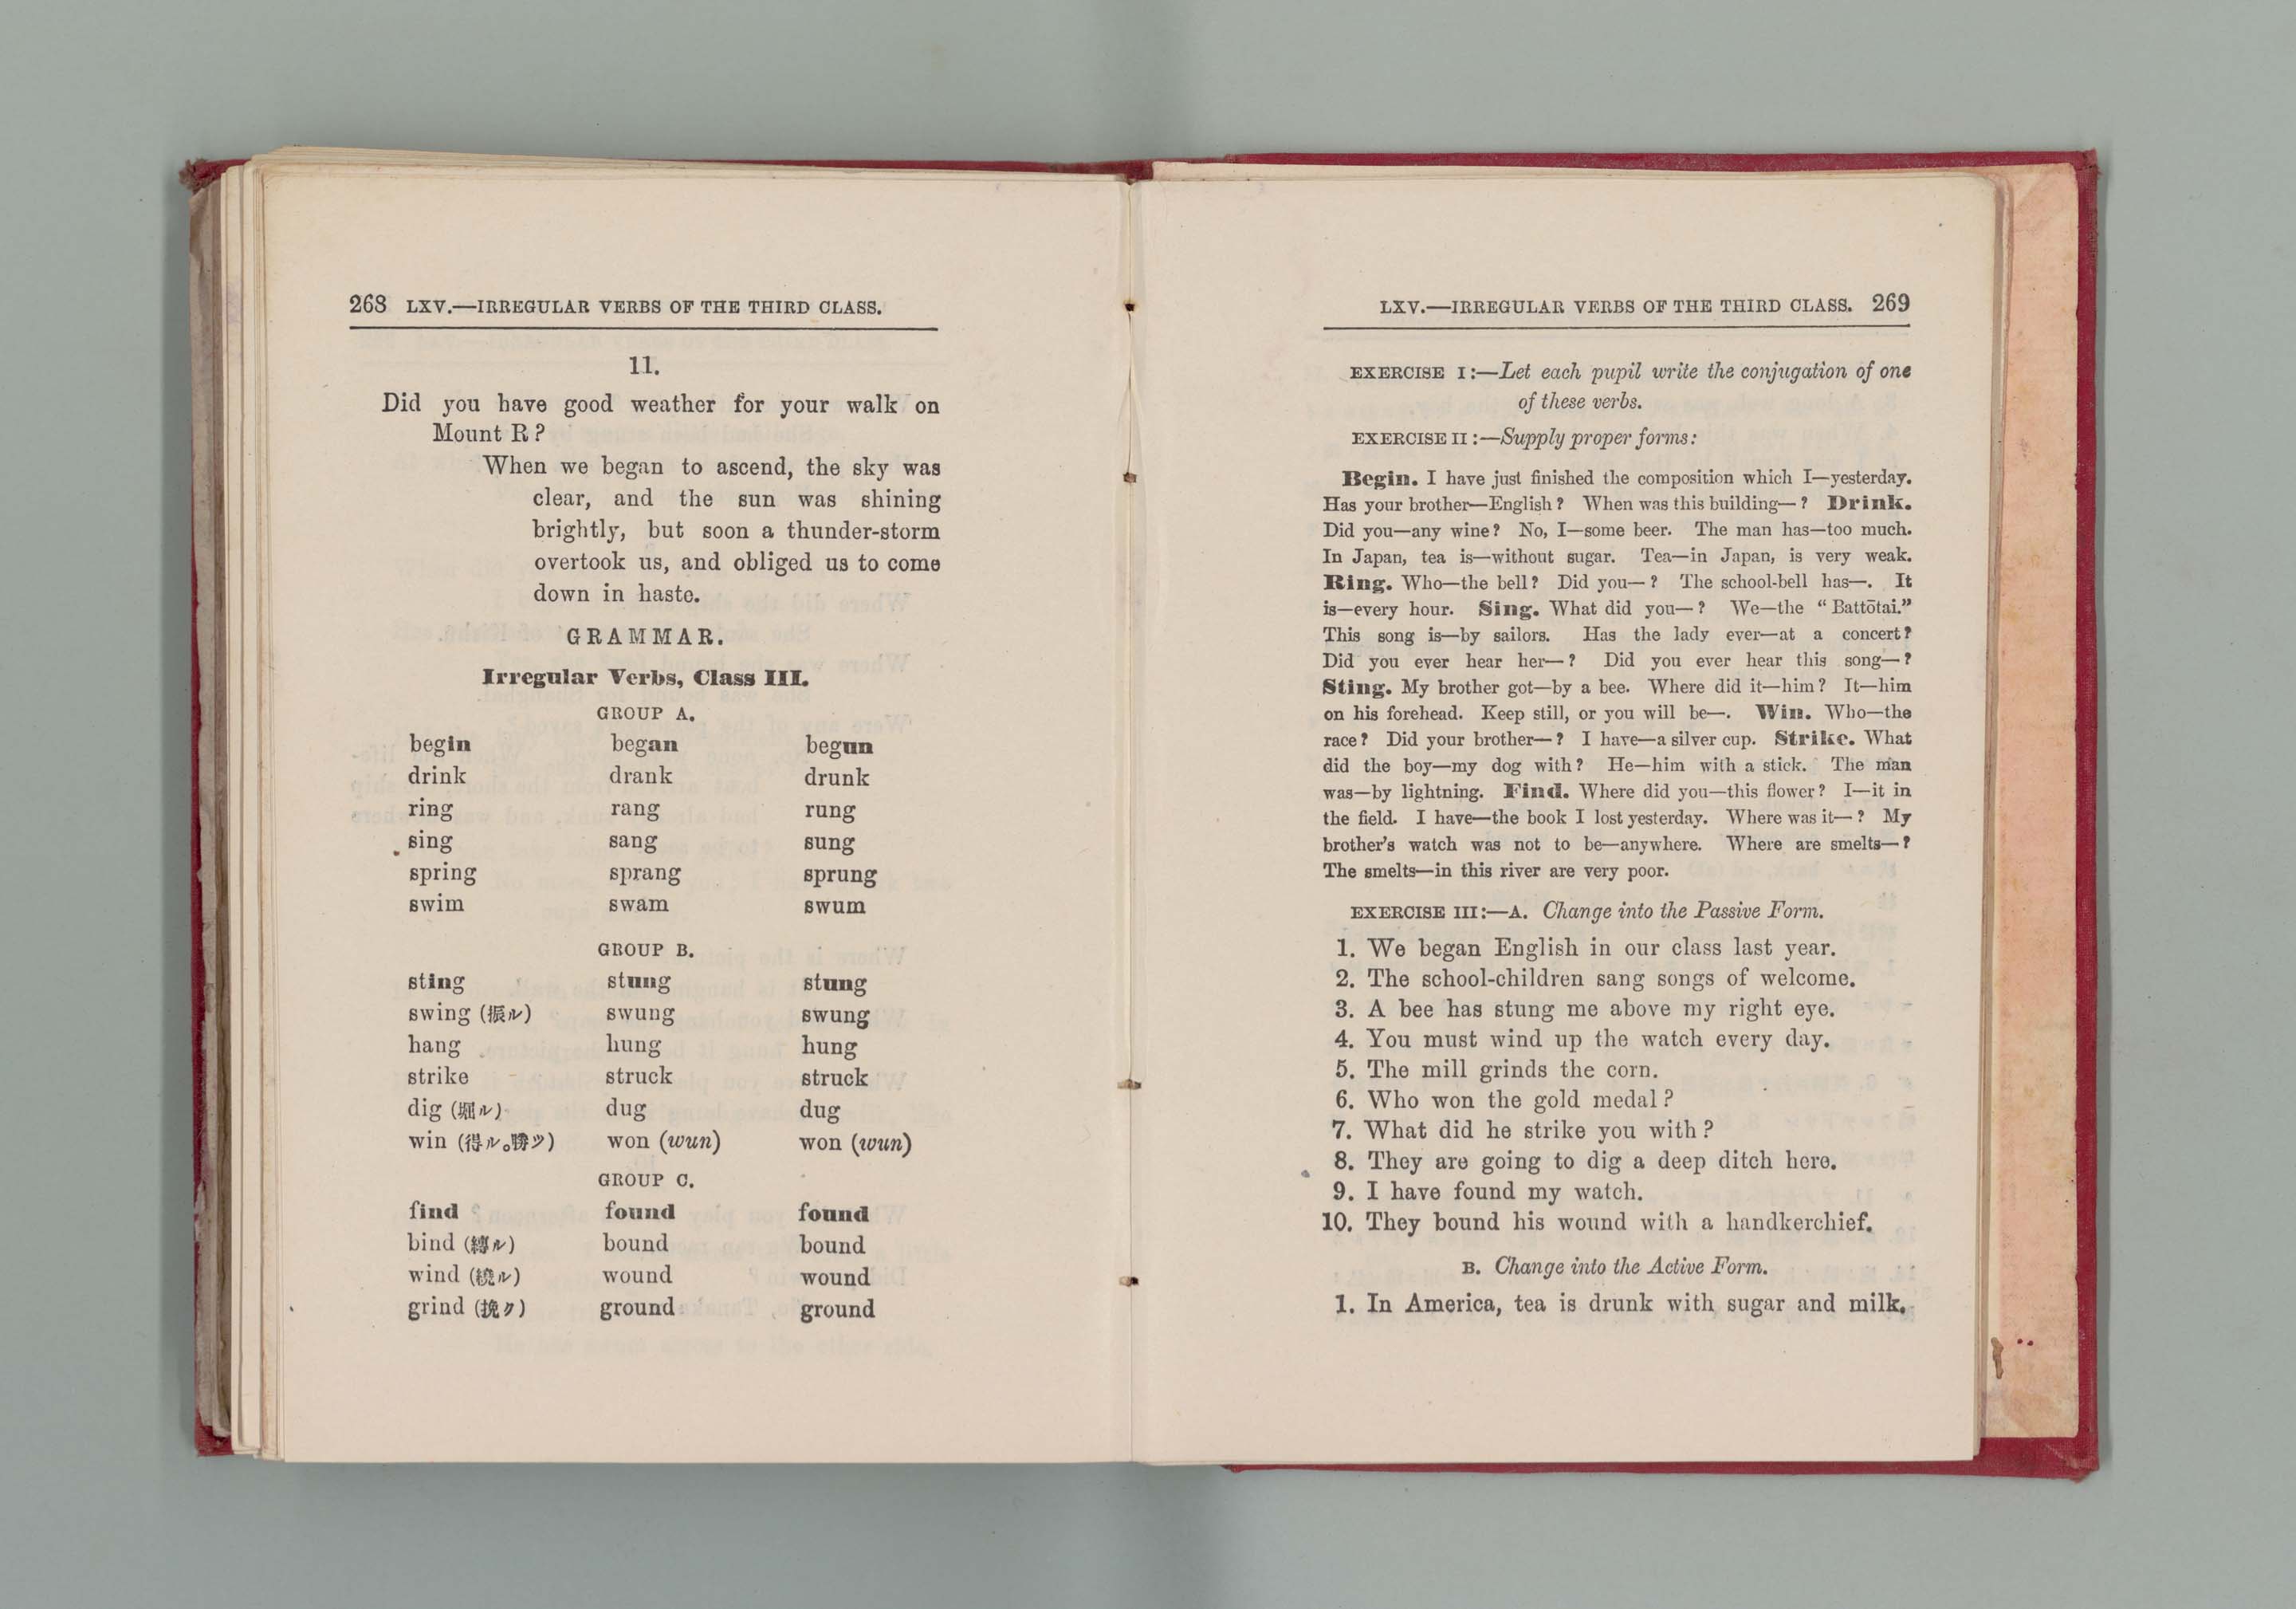 268 LXV.—IRREGULAR VERBS OF THE THIRD CLASS.
11.
Did you have good weather for your walk on
Mount R?
When we began to ascend, the sky was
clear, and the sun was shining
brightly, but soon a thunder-storm
overtook us, and obliged us to come
down in haste.
GRAMMAR.
Irregular Verbs, Class III.
GROUP A.
begin began begun
drink drank drunk
ring rang rung
sing sang sung
spring sprang sprung
swim swam swum
GROUP B.
sting stung stung
swing (振ル) swung swung
hang hung hung
strike struck struck
dig (堀ル) dug dug
win (得ル。勝ツ) won (wun) won (wun)
GROUP C.
find found found
bind (縛ル) bound bound
wind (繞ル) wound wound
grind (挽ク) ground ground
LXV.—IRREGULAR VERBS OF THE THIRD CLASS. 269
EXERCISE I:—Let each pupil write the conjugation of one
of these verbs.
EXERCISE II:—Supply proper forms:
Begin. I have just finished the composition which I—yesterday.
Has your brother—English? When was this building—? Drink.
Did you—any wine? No, I—some beer. The man has—too much.
In Japan, tea is—without sugar. Tea—in Japan, is very weak.
Ring. Who—the bell? Did you—? The school-bell has—. It
is—every hour. Sing. What did you—? We—the "Battōtai."
This song is—by sailors. Has the lady ever—at a concert?
Did you ever hear her—? Did you ever hear this song—?
Sting. My brother got—by a bee. Where did it—him? It—him
on his forehead. Keep still, or you will be—. Win. Who—the
race? Did your brother—? I have—a silver cup. Strike. What
did the boy—my dog with? He—him with a stick. The man
was—by lightning. Find. Where did you—this flower? I—it in
the field. I have—the book I lost yesterday. Where was it—? My
brother's watch was not to be—anywhere. Where are smelts—?
The smelts—in this river are very poor.
EXERCISE III:—A. Change into the Passive Form.
1. We began English in our class last year.
2. The school-children sang songs of welcome.
3. A bee has stung me above my right eye.
4. You must wind up the watch every day.
5. The mill grinds the corn.
6. Who won the gold medal?
7. What did he strike you with?
8. They are going to dig a deep ditch here.
9. I have found my watch.
10. They bound his wound with a handkerchief.
B. Change into the Active Form.
1. In America, tea is drunk with sugar and milk.